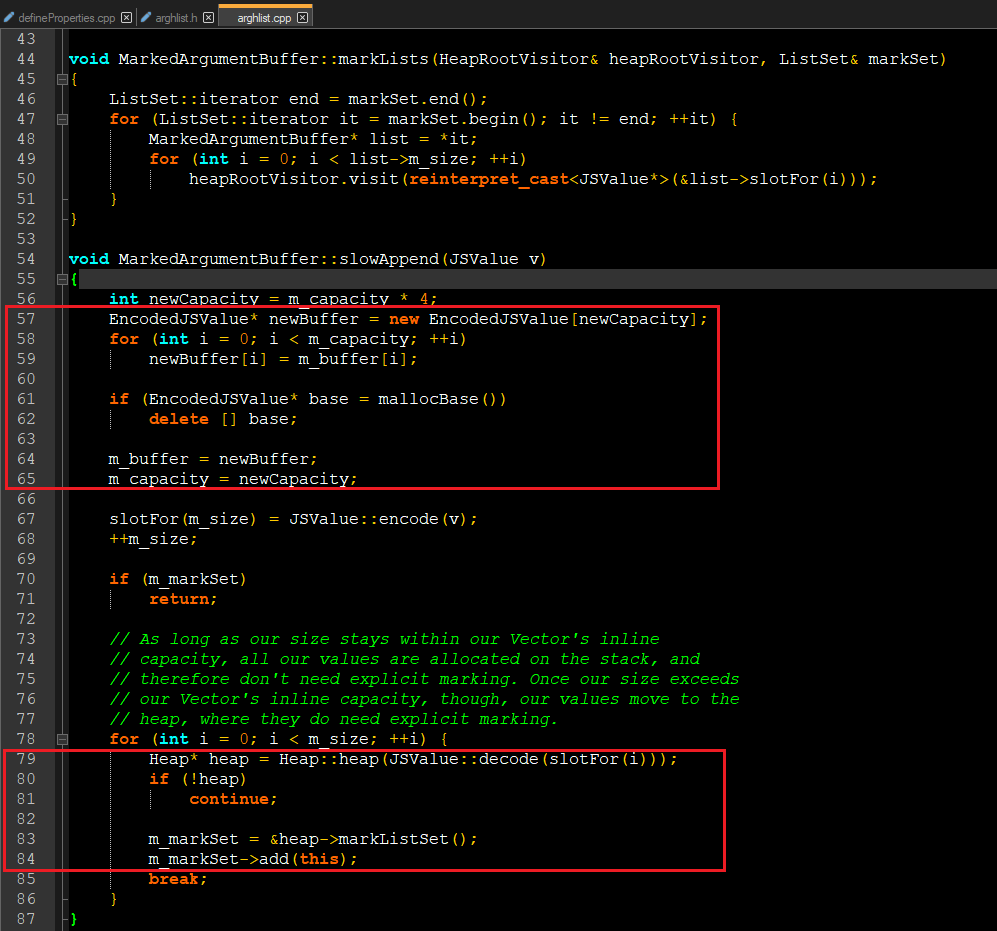 defineProperties.cpp arghlist.h arghlist.cpp
43
44 void MarkedArgumentBuffer::markLists(HeapRootVisitor& heapRootVisitor, ListSet& markSet)
45 {
46 ListSet::iterator end = markSet.end();
47 for (ListSet::iterator it = markSet.begin(); it != end; ++it) {
48 MarkedArgumentBuffer* list = *it;
49 for (int i = 0; i < list->m_size; ++i)
50 heapRootVisitor.visit(reinterpret_cast<JSValue*>(&list->slotFor(i)));
51 }
52 }
53
54 void MarkedArgumentBuffer::slowAppend(JSValue v)
55 {
56 int newCapacity = m_capacity * 4;
57 EncodedJSValue* newBuffer = new EncodedJSValue[newCapacity];
58 for (int i = 0; i < m_capacity; ++i)
59 newBuffer[i] = m_buffer[i];
60
61 if (EncodedJSValue* base = mallocBase())
62 delete [] base;
63
64 m_buffer = newBuffer;
65 m_capacity = newCapacity;
66
67 slotFor(m_size) = JSValue::encode(v);
68 ++m_size;
69
70 if (m_markSet)
71 return;
72
73 // As long as our size stays within our Vector's inline
74 // capacity, all our values are allocated on the stack, and
75 // therefore don't need explicit marking. Once our size exceeds
76 // our Vector's inline capacity, though, our values move to the
77 // heap, where they do need explicit marking.
78 for (int i = 0; i < m_size; ++i) {
79 Heap* heap = Heap::heap(JSValue::decode(slotFor(i)));
80 if (!heap)
81 continue;
82
83 m_markSet = &heap->markListSet();
84 m_markSet->add(this);
85 break;
86 }
87 }